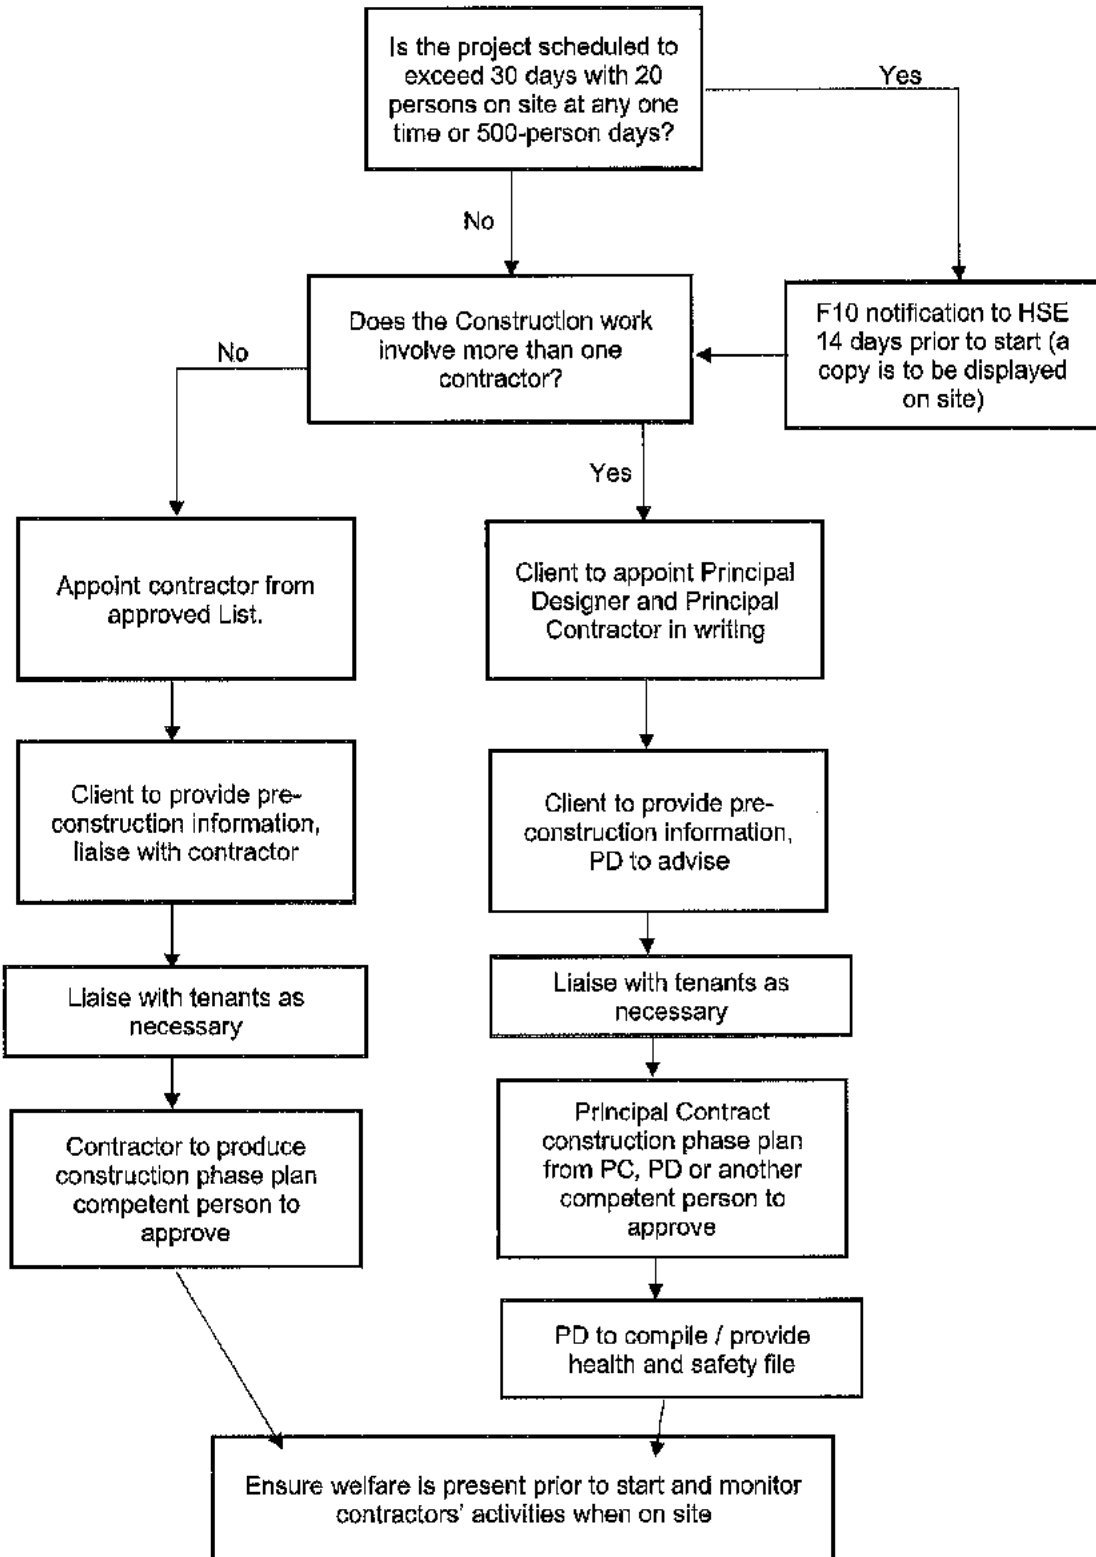 Is the project scheduled to
exceed 30 days with 20
persons on site at any one
time or 500-person days?
Yes
No
F10 notification to HSE
14 days prior to start (a
copy is to be displayed
on site)
Does the Construction work
involve more than one
contractor?
No
Yes
Appoint contractor from
approved List.
Client to appoint Principal
Designer and Principal
Contractor in writing
Client to provide pre-
construction information,
liaise with contractor
Client to provide pre-
construction information,
PD to advise
Liaise with tenants as
necessary
Liaise with tenants as
necessary
Contractor to produce
construction phase plan
competent person to
approve
Principal Contract
construction phase plan
from PC, PD or another
competent person to
approve
PD to compile / provide
health and safety file
Ensure welfare is present prior to start and monitor
contractors' activities when on site